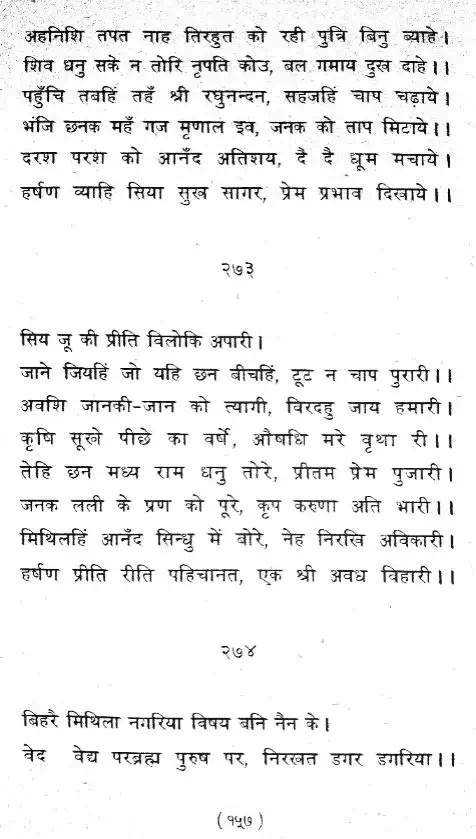 अहनिशि तपत नाह तिरहुत को रही पुत्रि बिनु ब्याहे।
शिव धनु सके न तोरि नृपति कोउ, बल गमाय दुख दाहे।।
पहुँचि तबहिं तहँ श्री रघुनन्दन, सहजहिं चाप चढ़ाये।
भंजि छनक महँ गज मृणाल इव, जनक को ताप मिटाये।।
दरश परश को आनँद अतिशय, दै दै धूम मचाये।
हर्षण व्याहि सिया सुख सागर, प्रेम प्रभाव दिखाये।।
२७३
सिय जू की प्रीति विलोकि अपारी।
जाने जियहिं जो यहि छन बीचहिं, टूट न चाप पुरारी।।
अवशि जानकी-जान को त्यागी, विरदहु जाय हमारी।
कृषि सूखे पीछे का वर्षे, औषधि मरे वृथा री।।
तेहि छन मध्य राम धनु तोरे, प्रीतम प्रेम पुजारी।
जनक लली के प्रण को पूरे, कृप करुणा अति भारी।।
मिथिलहिं आनँद सिन्धु में बोरे, नेह निरखि अविकारी।
हर्षण प्रीति रीति पहिचानत, एक श्री अवध विहारी।।
२७४
बिहरै मिथिला नगरिया विषय बनि नैन के।
वेद वेद्य परब्रह्म पुरुष पर, निरखत डगर डगरिया।।
(१५७)